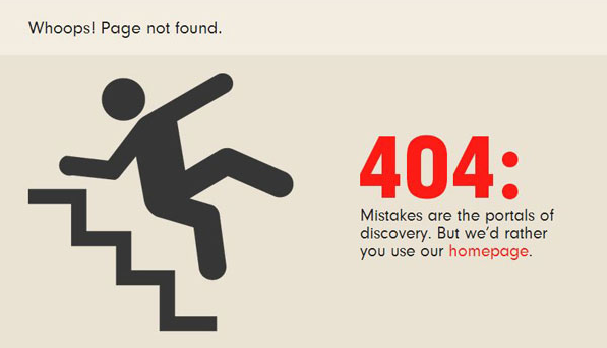 Whoops! Page not found.
404:
Mistakes are the portals of
discovery. But we'd rather
you use our homepage.